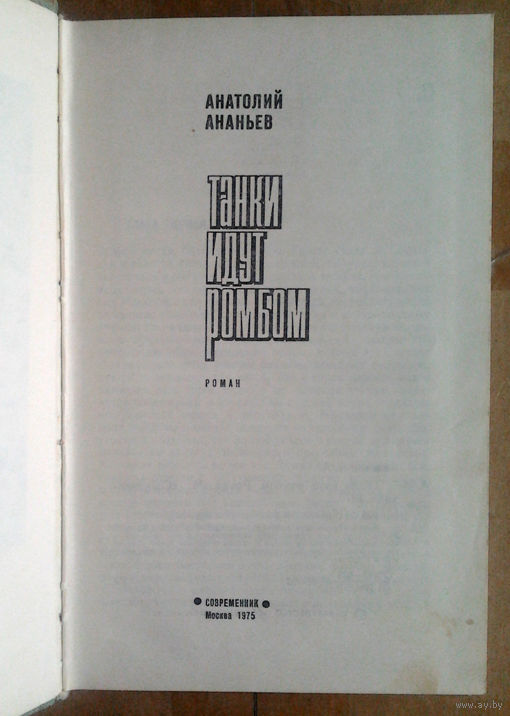 АНАТОЛИЙ
АНАНЬЕВ
ТАНКИ
ИДУТ
РОМБОМ
РОМАН
• СОВРЕМЕННИК •
Москва 1975
www.ay.by